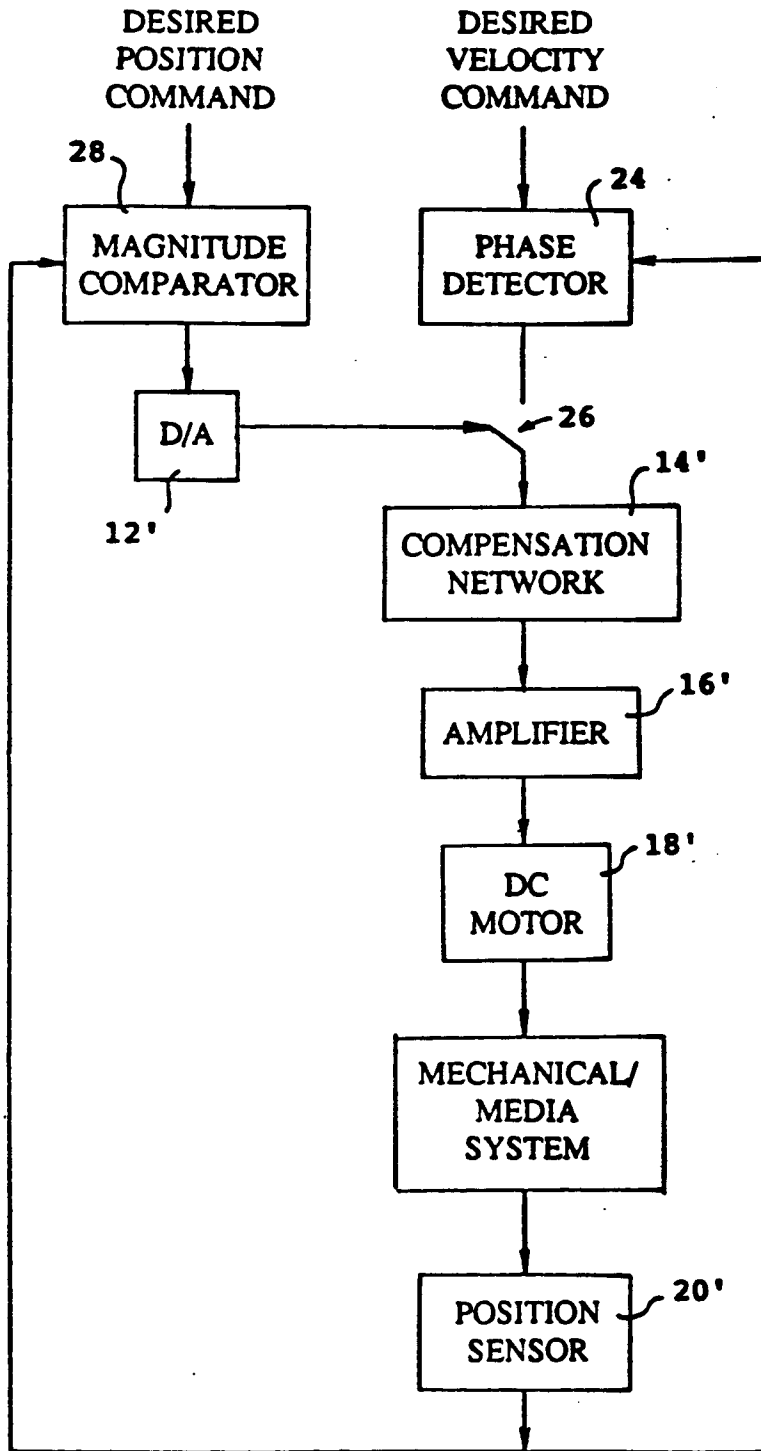 DESIRED
POSITION
COMMAND
DESIRED
VELOCITY
COMMAND
28
24
MAGNITUDE
COMPARATOR
PHASE
DETECTOR
D/A
26
12'
14'
COMPENSATION
NETWORK
16'
AMPLIFIER
18'
DC
MOTOR
MECHANICAL/
MEDIA
SYSTEM
20'
POSITION
SENSOR